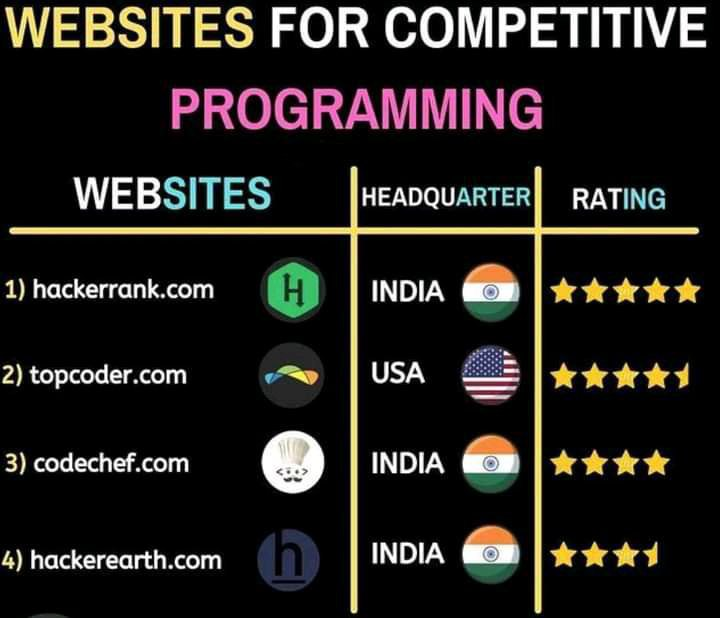 WEBSITES FOR COMPETITIVE
PROGRAMMING
WEBSITES HEADQUARTER RATING
1) hackerrank.com H INDIA
2) topcoder.com USA
3) codechef.com INDIA
4) hackerearth.com h INDIA